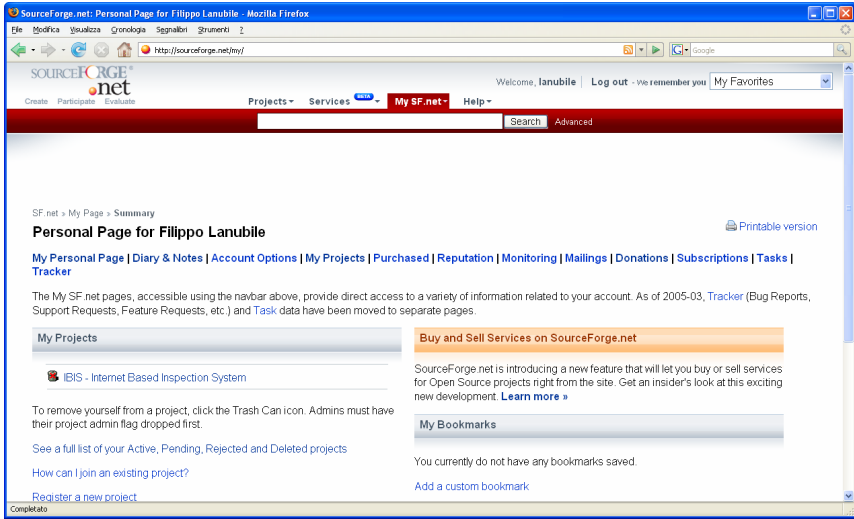 SourceForge.net: Personal Page for Filippo Lanubile - Mozilla Firefox
File Modifica Visualizza Cronologia Segnalibri Strumenti ?
http://sourceforge.net/my/
Google
SOURCEFORGE®
.net
Create Participate Evaluate
Welcome, lanubile Log out - We remember you My Favorites
Projects Services BETA My SF.net Help
Search Advanced
SF.net > My Page > Summary
Printable version
Personal Page for Filippo Lanubile
My Personal Page | Diary & Notes | Account Options | My Projects | Purchased | Reputation | Monitoring | Mailings | Donations | Subscriptions | Tasks |
Tracker
The My SF.net pages, accessible using the navbar above, provide direct access to a variety of information related to your account. As of 2005-03, Tracker (Bug Reports,
Support Requests, Feature Requests, etc.) and Task data have been moved to separate pages.
My Projects
IBIS - Internet Based Inspection System
To remove yourself from a project, click the Trash Can icon. Admins must have
their project admin flag dropped first.
See a full list of your Active, Pending, Rejected and Deleted projects
How can I join an existing project?
Register a new project
Buy and Sell Services on SourceForge.net
SourceForge.net is introducing a new feature that will let you buy or sell services
for Open Source projects right from the site. Get an insider's look at this exciting
new development. Learn more »
My Bookmarks
You currently do not have any bookmarks saved.
Add a custom bookmark
Completato